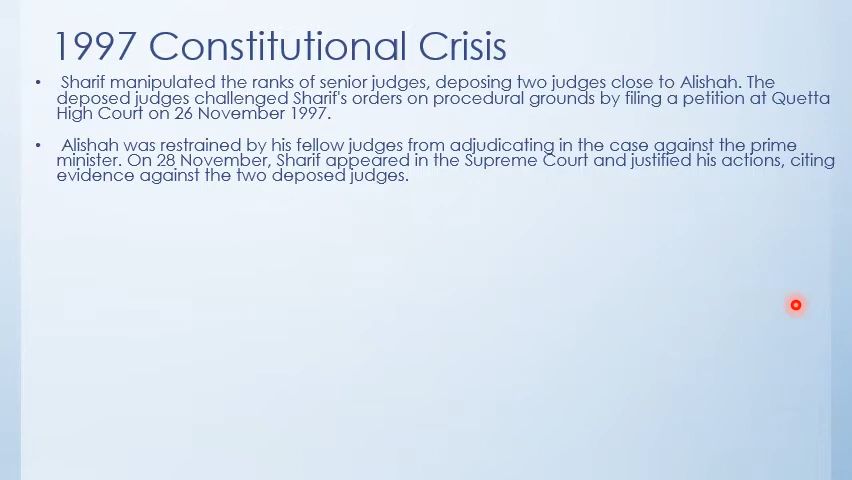 1997 Constitutional Crisis
• Sharif manipulated the ranks of senior judges, deposing two judges close to Alishah. The
deposed judges challenged Sharif's orders on procedural grounds by filing a petition at Quetta
High Court on 26 November 1997.
• Alishah was restrained by his fellow judges from adjudicating in the case against the prime
minister. On 28 November, Sharif appeared in the Supreme Court and justified his actions, citing
evidence against the two deposed judges.